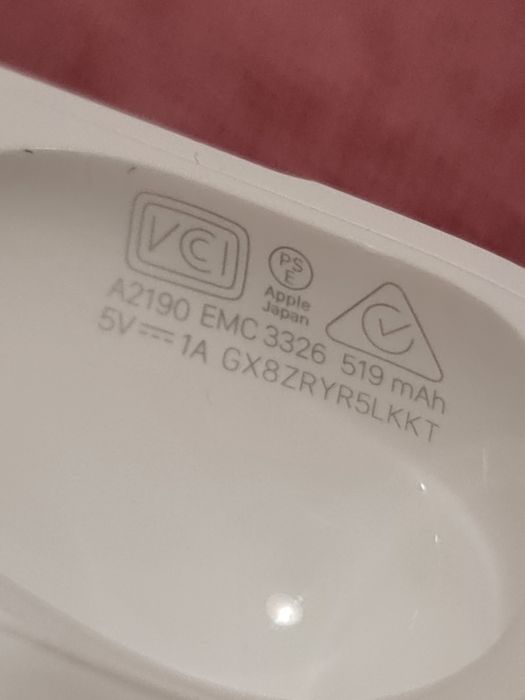 VCI
PS
E
Apple
Japan
A2190 EMC 3326 519 mAh
5V⎓1A GX8ZRYR5LKKT